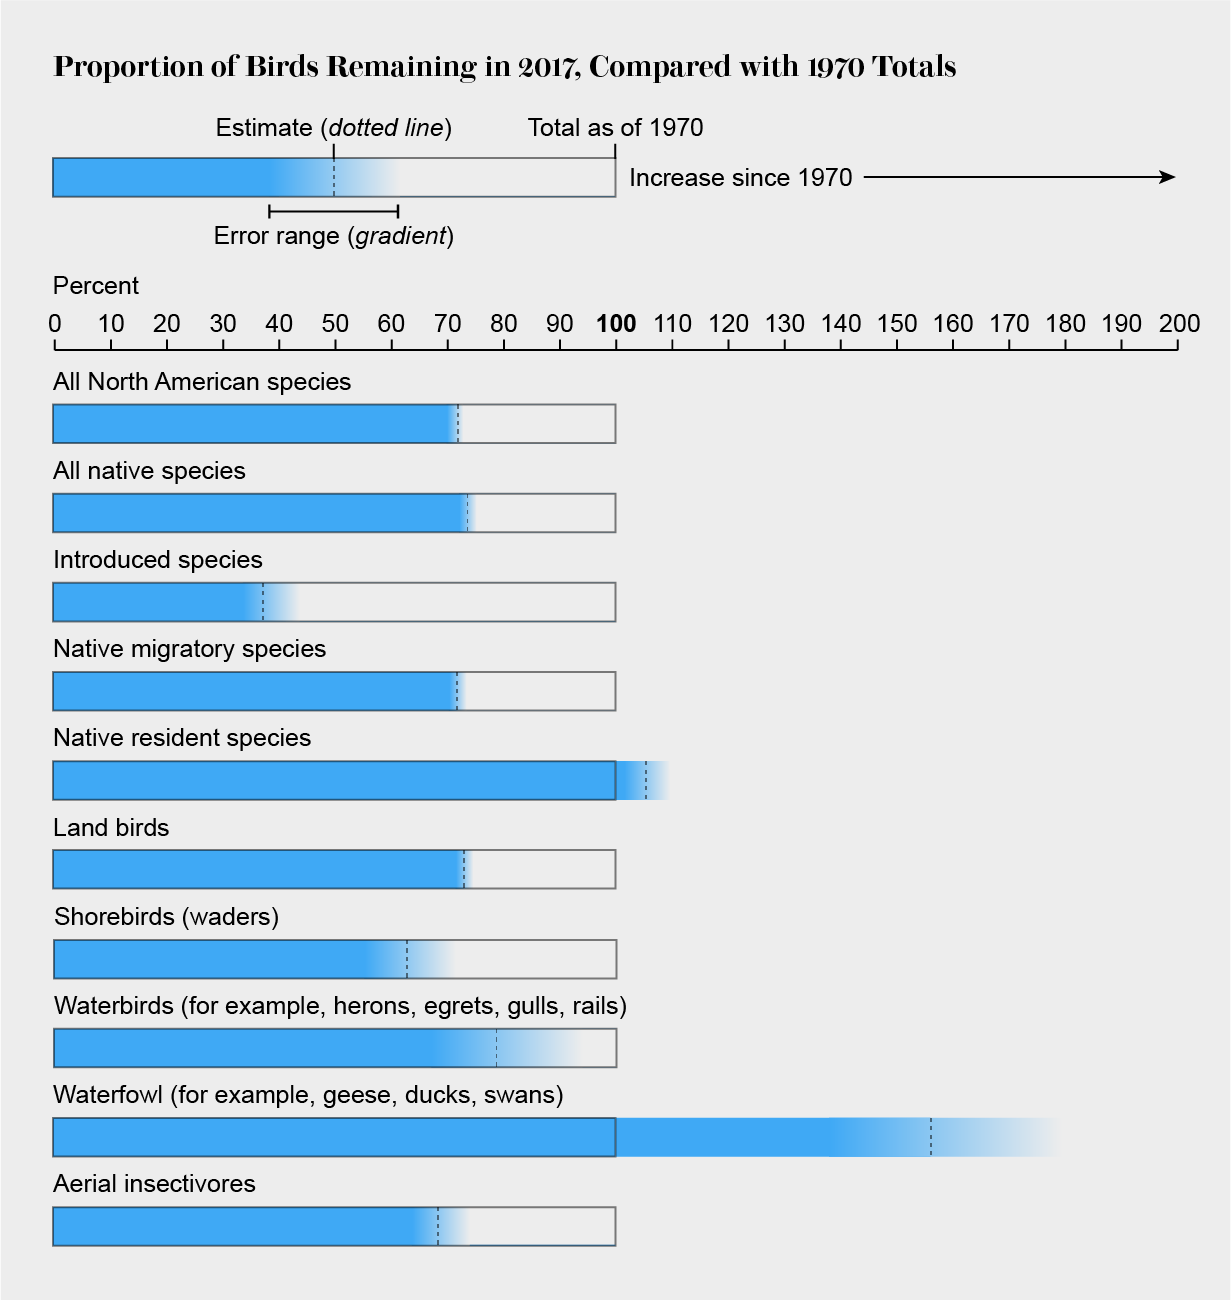 Proportion of Birds Remaining in 2017, Compared with 1970 Totals
Estimate (dotted line)
Total as of 1970
Increase since 1970
Error range (gradient)
Percent
0 10 20 30 40 50 60 70 80 90 100 110 120 130 140 150 160 170 180 190 200
All North American species
All native species
Introduced species
Native migratory species
Native resident species
Land birds
Shorebirds (waders)
Waterbirds (for example, herons, egrets, gulls, rails)
Waterfowl (for example, geese, ducks, swans)
Aerial insectivores